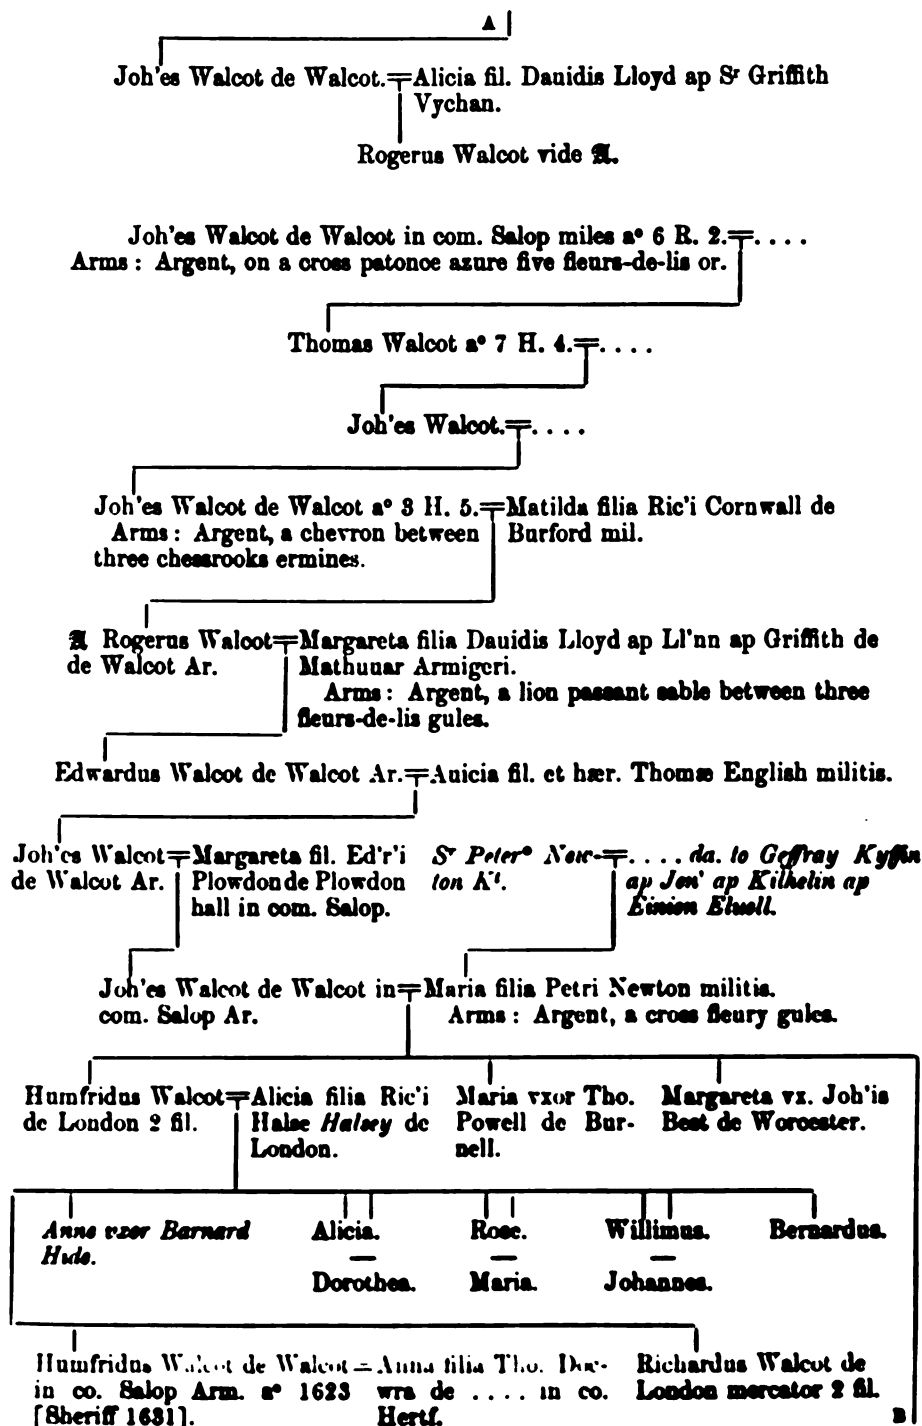 A
Joh'es Walcot de Walcot.=Alicia fil. Dauidis Lloyd ap Sr Griffith
Vychan.
Rogerus Walcot vide A.
Joh'es Walcot de Walcot in com. Salop miles ao 6 R. 2.=. . . .
Arms : Argent, on a cross patonce azure five fleurs-de-lis or.
Thomas Walcot ao 7 H. 4.=. . . .
Joh'es Walcot.=. . . .
Joh'es Walcot de Walcot ao 3 H. 5.=Matilda filia Ric'i Cornwall de
Arms : Argent, a chevron between Burford mil.
three chessrooks ermines.
A Rogerus Walcot=Margareta filia Dauidis Lloyd ap Ll'nn ap Griffith de
de Walcot Ar. Mathunar Armigeri.
Arms : Argent, a lion passant sable between three
fleurs-de-lis gules.
Edwardus Walcot de Walcot Ar.=Auicia fil. et hær. Thomæ English militis.
Joh'es Walcot=Margareta fil. Ed'r'i Sr Petero New-=. . . . da. to Geffray Kyffin
de Walcot Ar. Plowdon de Plowdon ton Kt. ap Jen' ap Kilhelin ap
hall in com. Salop. Einion Eluell.
Joh'es Walcot de Walcot in=Maria filia Petri Newton militis.
com. Salop Ar. Arms : Argent, a cross fleury gules.
Humfridus Walcot=Alicia filia Ric'i Maria vxor Tho. Margareta vx. Joh'is
de London 2 fil. Halse Halsey de Powell de Bur- Best de Worcester.
London. nell.
Anne vxor Barnard Alicia. Rose. Willimus. Bernardus.
Hide.
Dorothea. Maria. Johannes.
Humfridus Walcot de Walcot=Anna filia Tho. Doc- Richardus Walcot de
in co. Salop Arm. ao 1623 wra de . . . . in co. London mercator 2 fil.
[Sheriff 1631]. Hertf. B